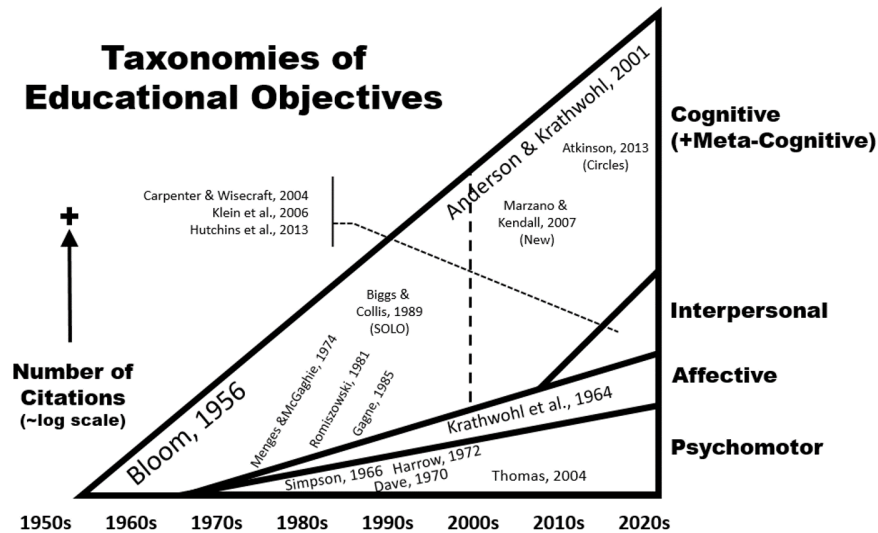 Taxonomies of
Educational Objectives
Anderson & Krathwohl, 2001
Cognitive
(+Meta-Cognitive)
Atkinson, 2013
(Circles)
Carpenter & Wisecraft, 2004
Klein et al., 2006
Hutchins et al., 2013
Marzano &
Kendall, 2007
(New)
+
Biggs &
Collis, 1989
(SOLO)
Interpersonal
Number of
Citations
(~log scale)
Bloom, 1956
Menges &McGaghie, 1974
Romiszowski, 1981
Gagne, 1985
Affective
Krathwohl et al., 1964
Psychomotor
Simpson, 1966
Harrow, 1972
Dave, 1970
Thomas, 2004
1950s
1960s
1970s
1980s
1990s
2000s
2010s
2020s